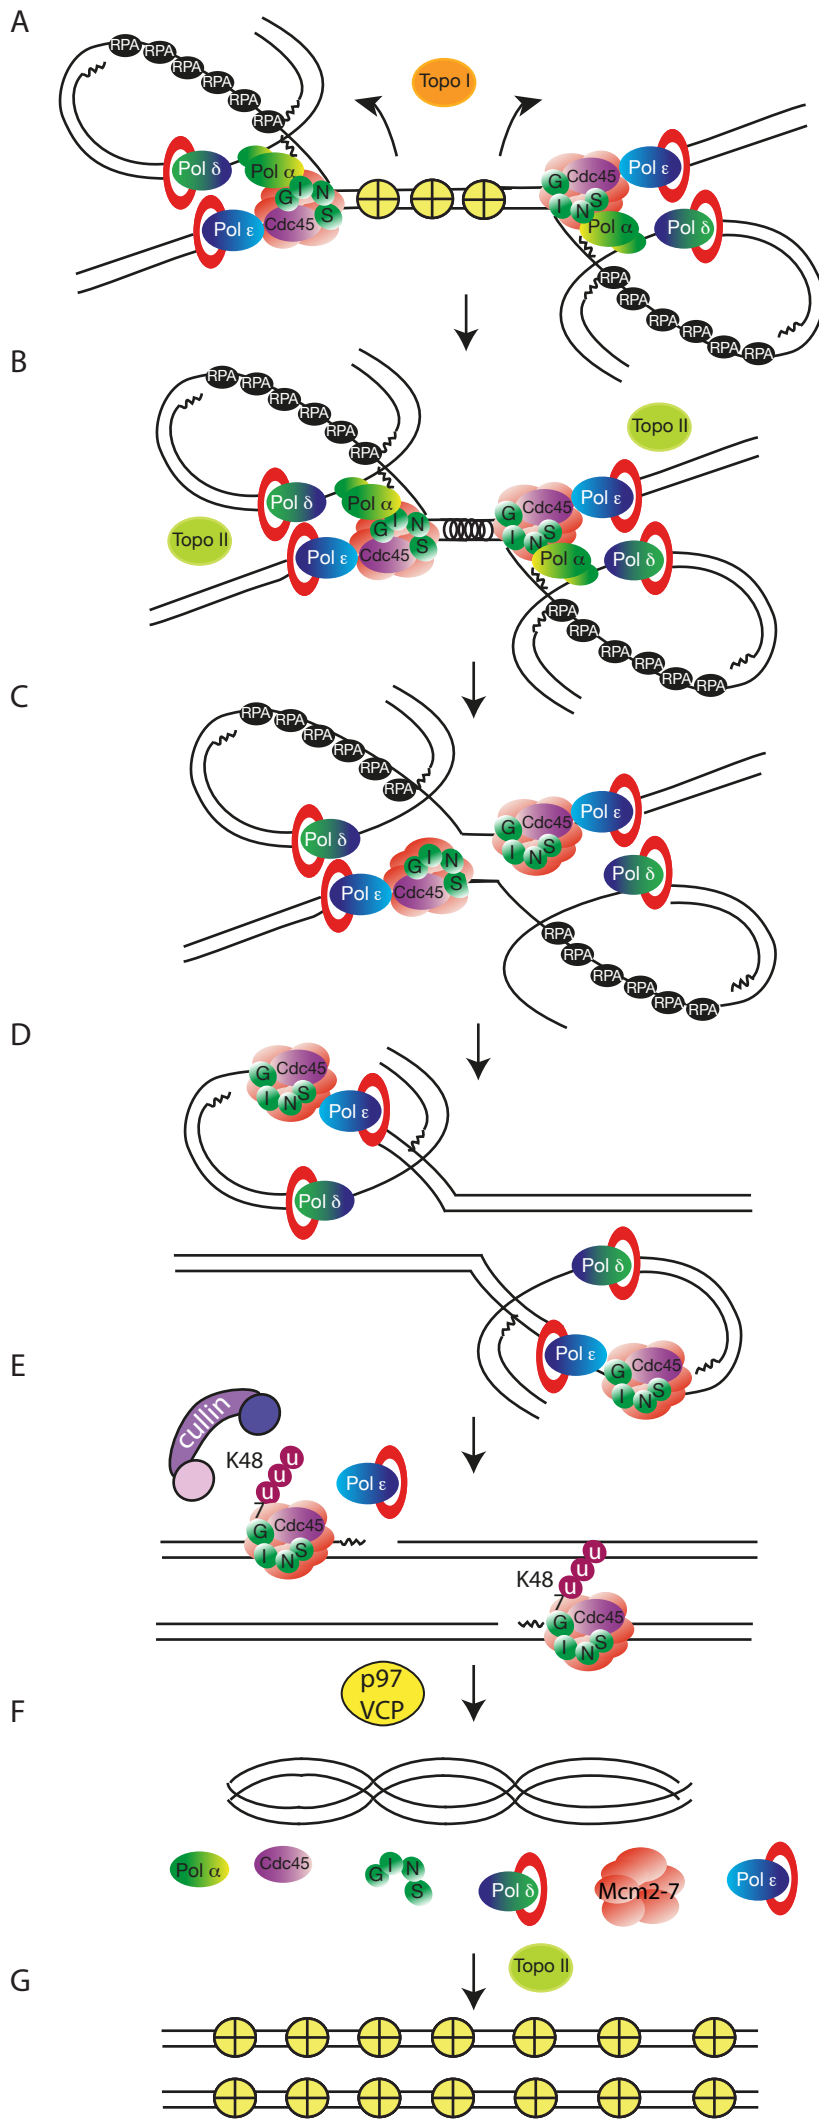 A
RPA RPA RPA RPA RPA RPA
Topo I
Pol δ
Pol α
G I N S
Cdc45
Pol ε
G I N S
Cdc45
Pol ε
Pol α
Pol δ
RPA RPA RPA RPA RPA RPA
B
RPA RPA RPA RPA RPA RPA
Topo II
Pol δ
Pol α
G I N S
Topo II
Pol ε
Cdc45
G I N S
Cdc45
Pol ε
Pol α
Pol δ
RPA RPA RPA RPA RPA RPA
C
RPA RPA RPA RPA RPA RPA
Pol δ
G I N S
Cdc45
Pol ε
Pol ε
G I N S
Cdc45
Pol δ
RPA RPA RPA RPA RPA RPA
D
G I N S
Cdc45
Pol ε
Pol δ
Pol δ
Pol ε
G I N S
Cdc45
E
cullin
K48
u u u
Pol ε
G I N S
Cdc45
K48
u u u
G I N S
Cdc45
p97
VCP
F
Pol α
Cdc45
G I N S
Pol δ
Mcm2-7
Pol ε
Topo II
G